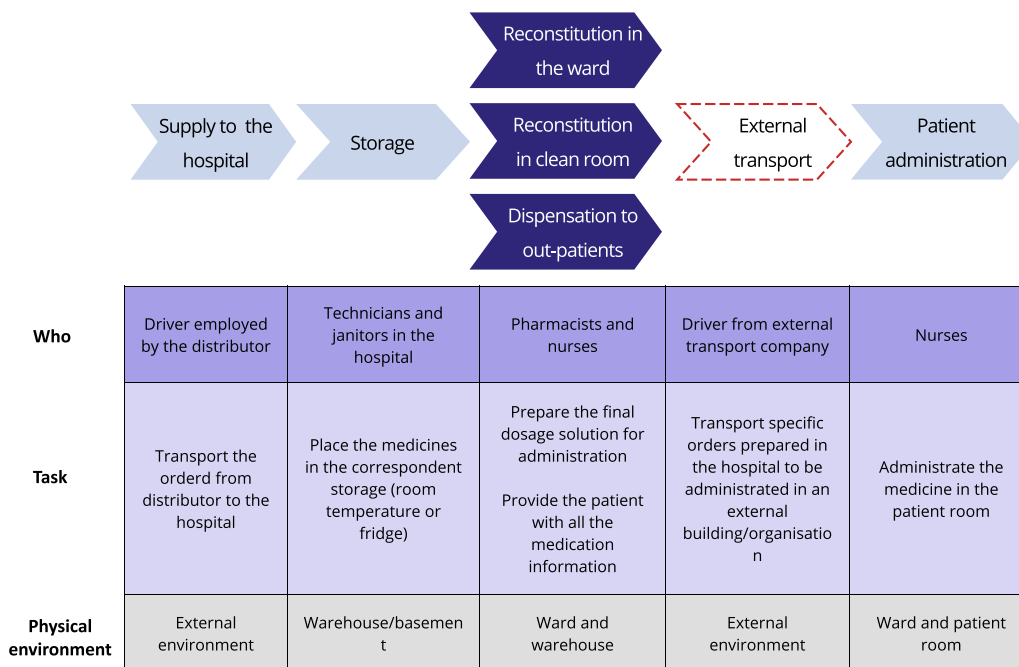 Reconstitution in
the ward
Supply to the
hospital
Storage
Reconstitution
in clean room
External
transport
Patient
administration
Dispensation to
out-patients
Who
Driver employed
by the distributor
Technicians and
janitors in the
hospital
Pharmacists and
nurses
Driver from external
transport company
Nurses
Task
Transport the
orderd from
distributor to the
hospital
Place the medicines
in the correspondent
storage (room
temperature or
fridge)
Prepare the final
dosage solution for
administration
Provide the patient
with all the
medication
information
Transport specific
orders prepared in
the hospital to be
administrated in an
external
building/organisatio
n
Administrate the
medicine in the
patient room
Physical
environment
External
environment
Warehouse/basemen
t
Ward and
warehouse
External
environment
Ward and patient
room